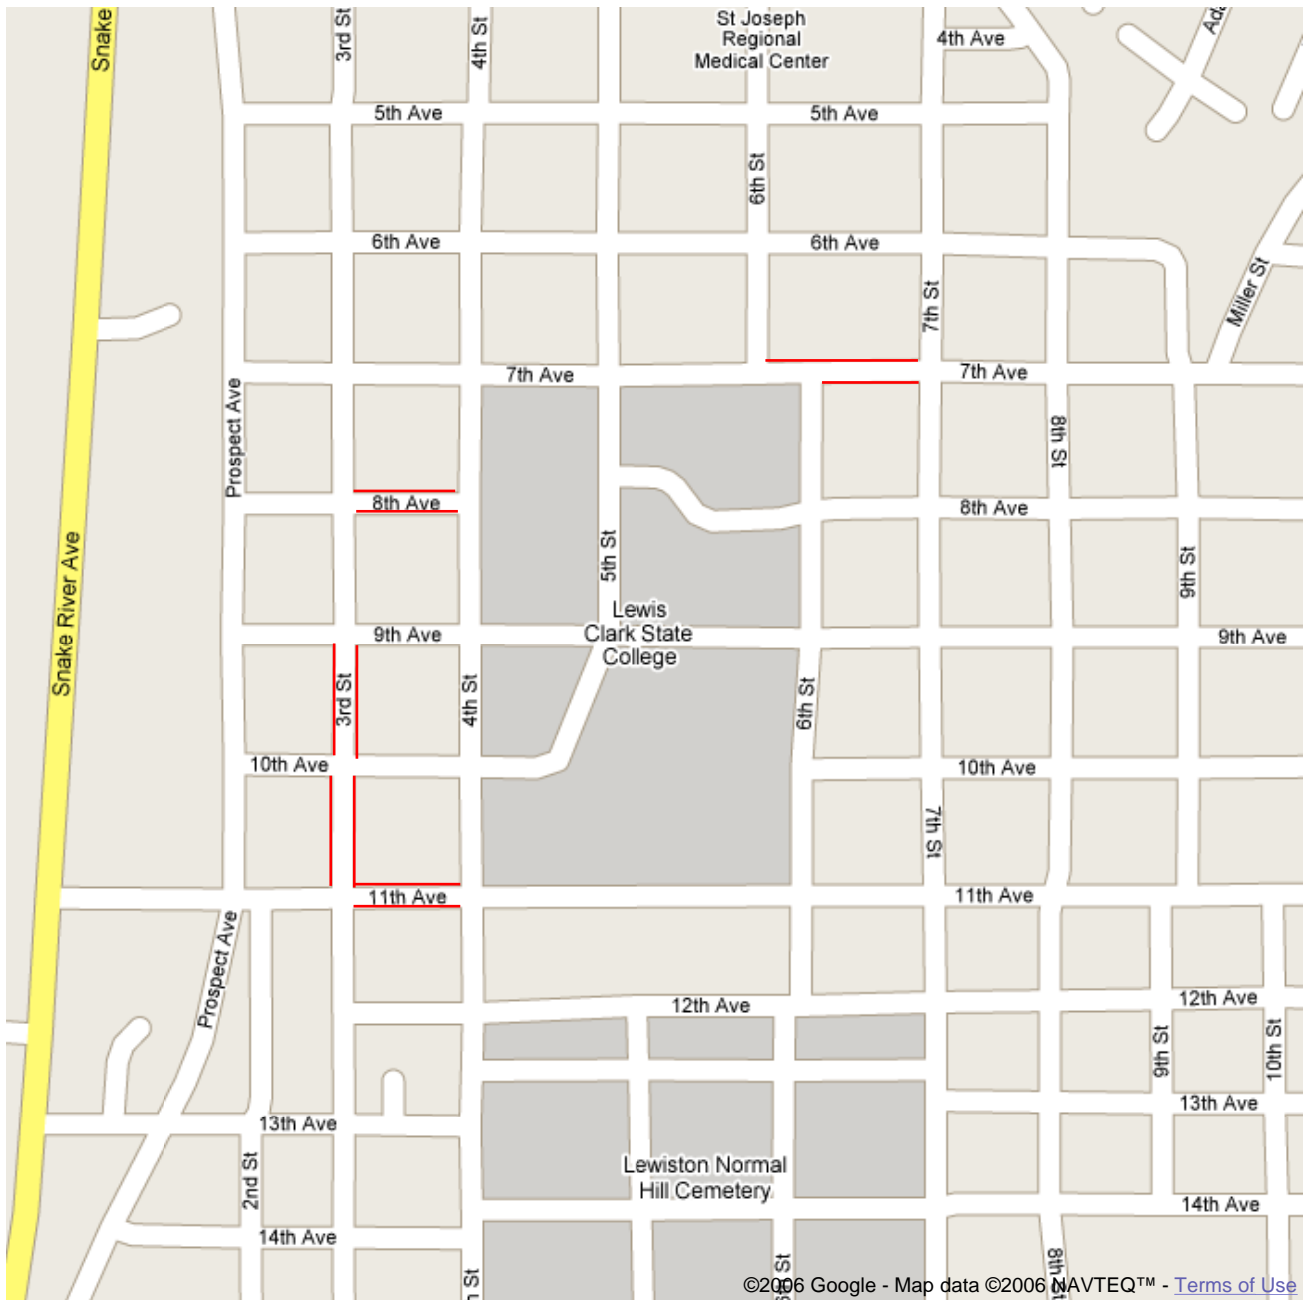 Snake
3rd St
4th St
St Joseph
Regional
Medical Center
4th Ave
5th Ave
5th Ave
6th St
6th Ave
6th Ave
7th St
Miller St
7th Ave
7th Ave
Prospect Ave
8th St
8th Ave
8th Ave
5th St
9th St
Snake River Ave
Lewis
Clark State
College
9th Ave
9th Ave
3rd St
4th St
6th St
10th Ave
10th Ave
7th St
11th Ave
11th Ave
Prospect Ave
12th Ave
12th Ave
9th St
10th St
13th Ave
13th Ave
2nd St
Lewiston Normal
Hill Cemetery
14th Ave
14th Ave
8th St
©2006 Google - Map data ©2006 NAVTEQ™ - Terms of Use